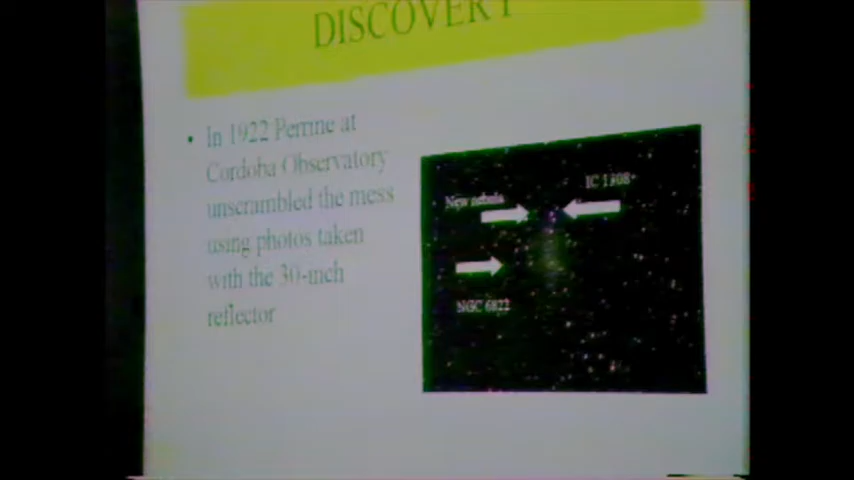 DISCOVERY
• In 1922 Perrine at
Cordoba Observatory
unscrambled the mess
using photos taken
with the 30-inch
reflector
New nebula
IC 1308
NGC 6822